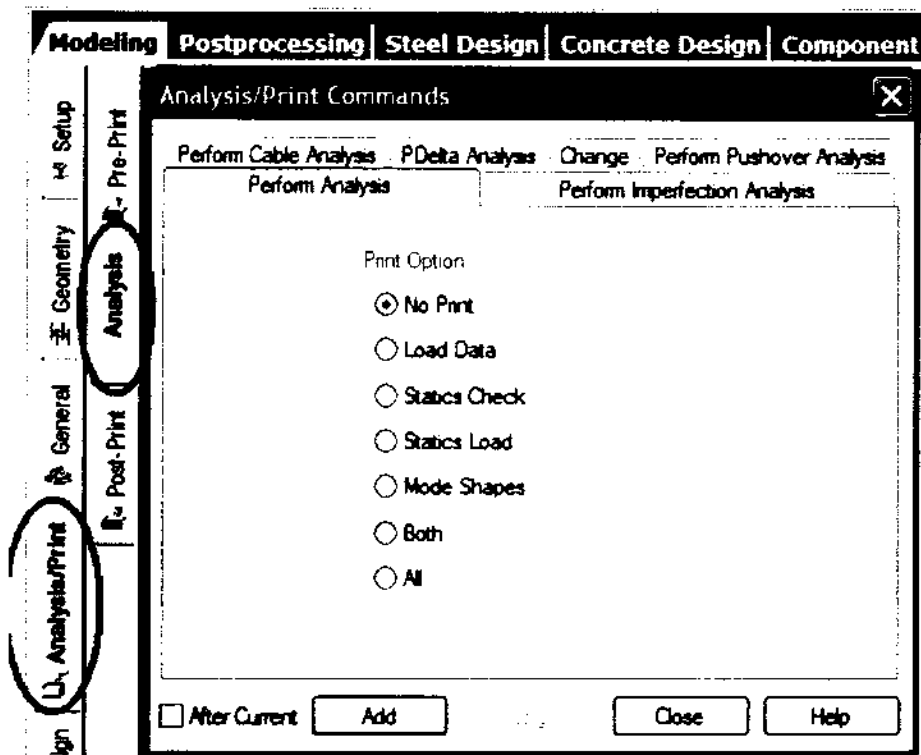 Modeling Postprocessing Steel Design Concrete Design Component
Setup
Geometry
General
Analysis/Print
ign
Pre-Print
Analysis
Post-Print
Analysis/Print Commands
Perform Cable Analysis PDelta Analysis Change Perform Pushover Analysis
Perform Analysis Perform Imperfection Analysis
Print Option
No Print
Load Data
Statics Check
Statics Load
Mode Shapes
Both
All
After Current Add Close Help